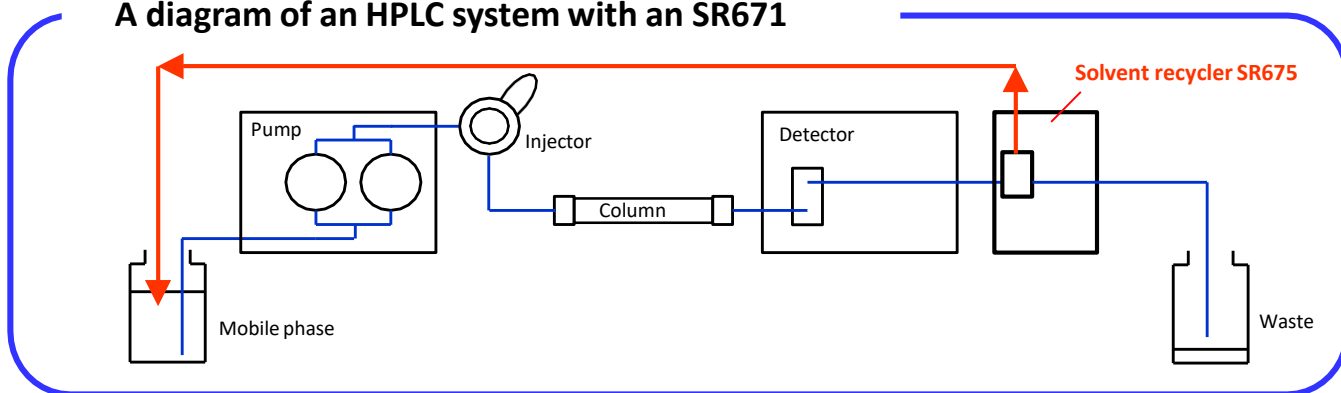 A diagram of an HPLC system with an SR671
Solvent recycler SR675
Pump
Injector
Detector
Column
Mobile phase
Waste